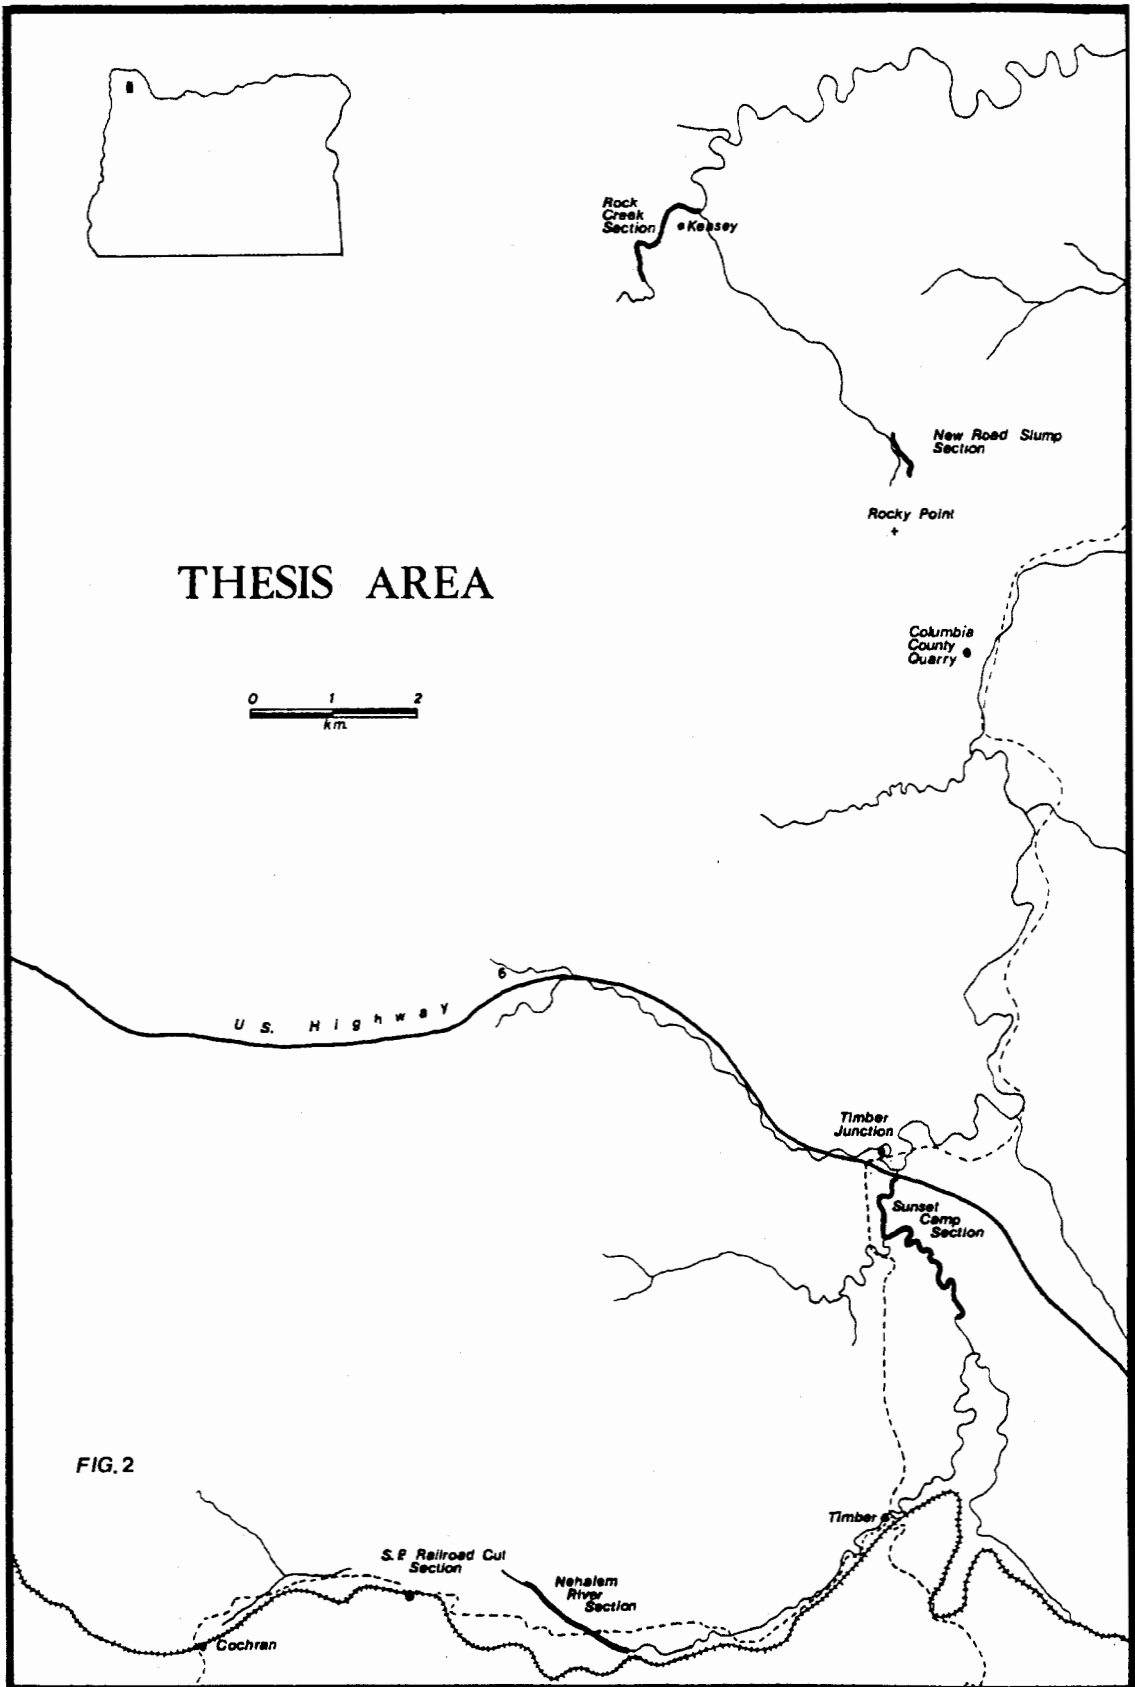 Rock
Creek
Section
Keasey
New Road Slump
Section
Rocky Point
THESIS AREA
Columbia
County
Quarry
0 1 2
km.
U.S. Highway 6
Timber
Junction
Sunset
Camp
Section
FIG. 2
Timber
S.P. Railroad Cut
Section
Nehalem
River
Section
Cochran